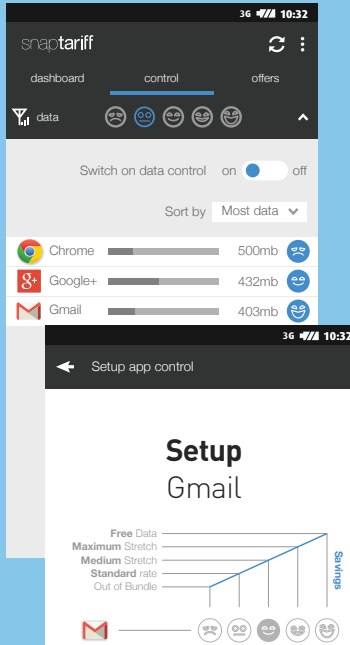 3G 10:32
snaptariff
dashboard control offers
data
Switch on data control on off
Sort by Most data
Chrome 500mb
8+ Google+ 432mb
Gmail 403mb
3G 10:32
Setup app control
Setup
Gmail
Free Data
Maximum Stretch
Medium Stretch
Standard rate
Out of Bundle
Savings